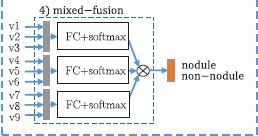 4) mixed-fusion
v1
v2
v3
FC+softmax
v4
v5
v6
FC+softmax
v7
v8
v9
FC+softmax
nodule
non-nodule